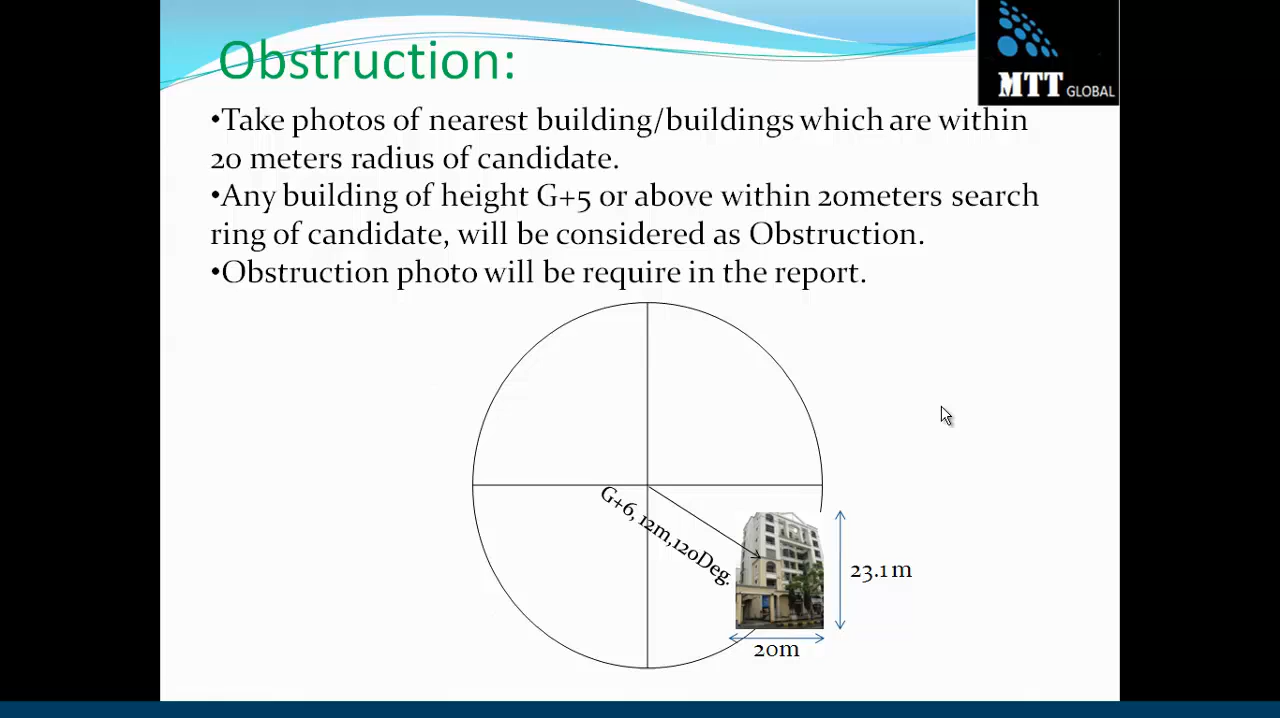 Obstruction:
MTT GLOBAL
•Take photos of nearest building/buildings which are within
20 meters radius of candidate.
•Any building of height G+5 or above within 20meters search
ring of candidate, will be considered as Obstruction.
•Obstruction photo will be require in the report.
G+6, 12m,120Deg.
23.1m
20m